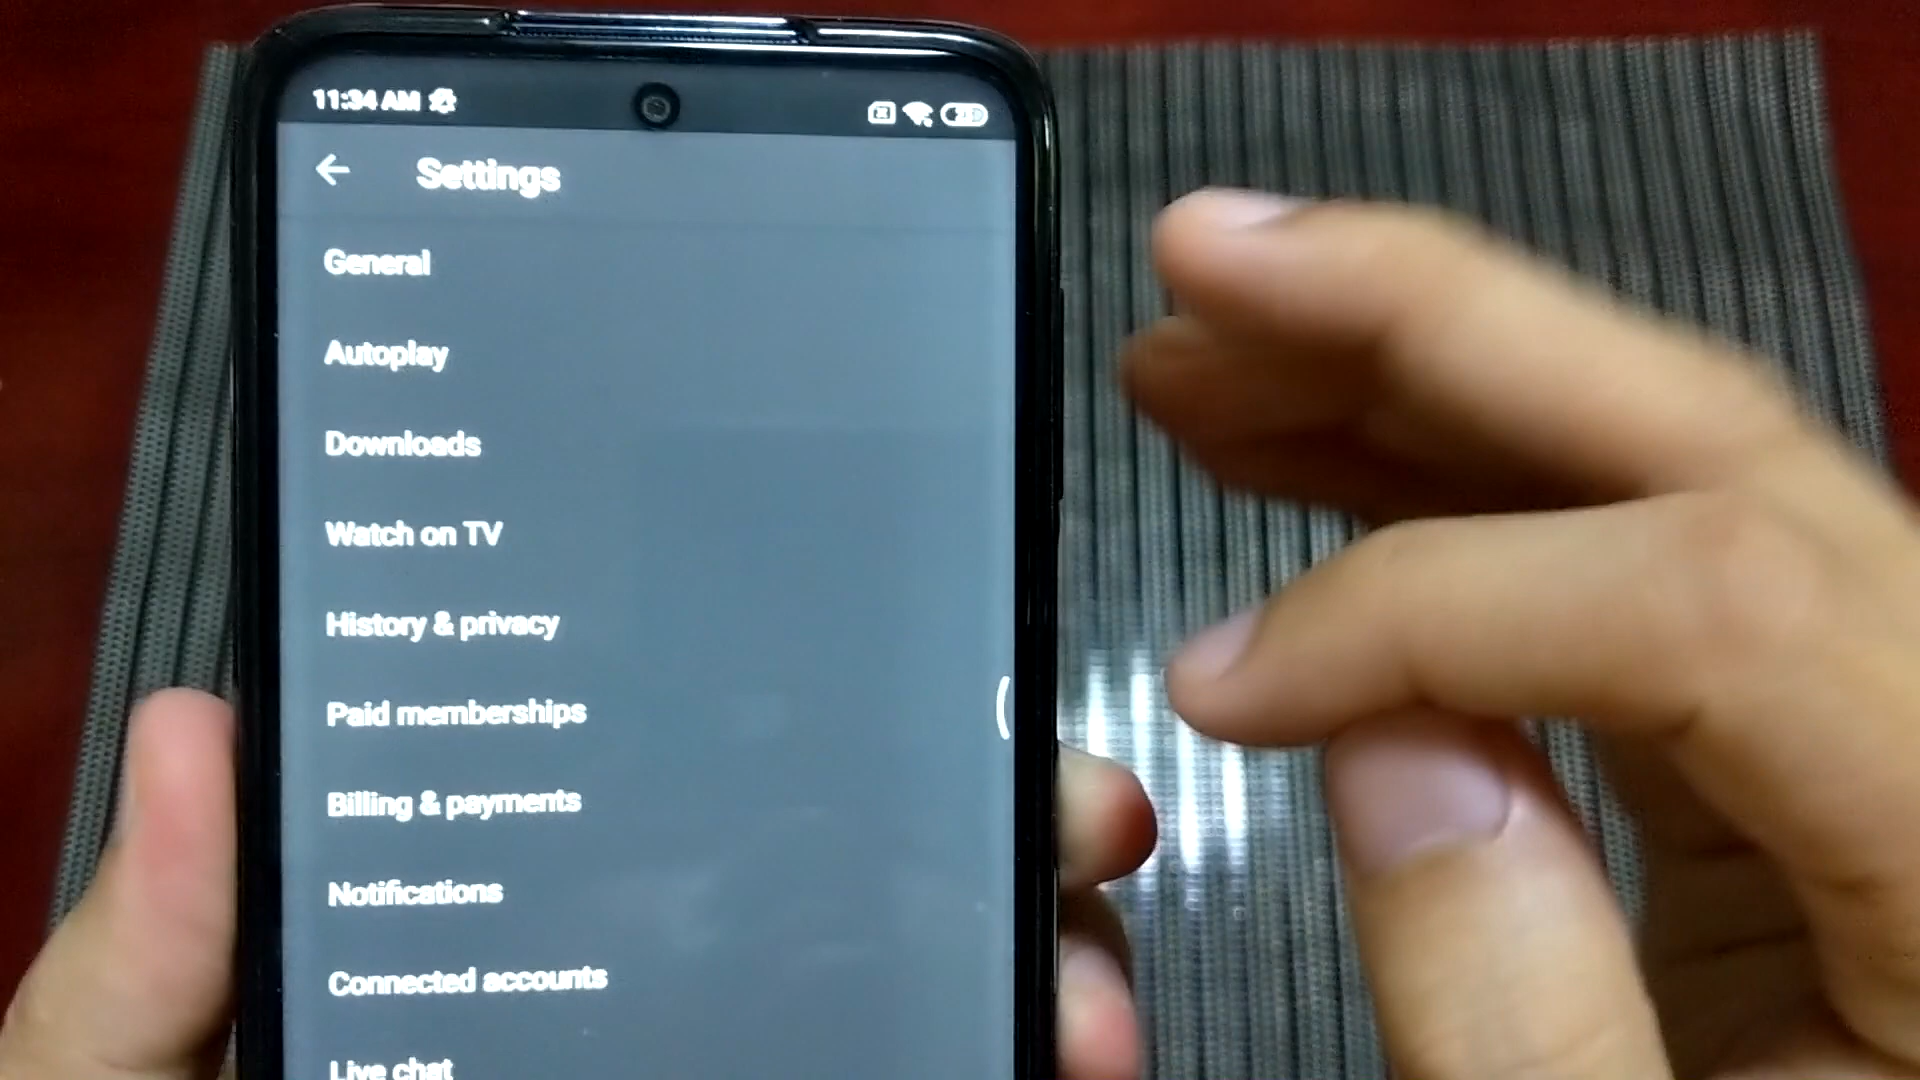 11:34 AM
Settings
General
Autoplay
Downloads
Watch on TV
History & privacy
Paid memberships
Billing & payments
Notifications
Connected accounts
Live chat